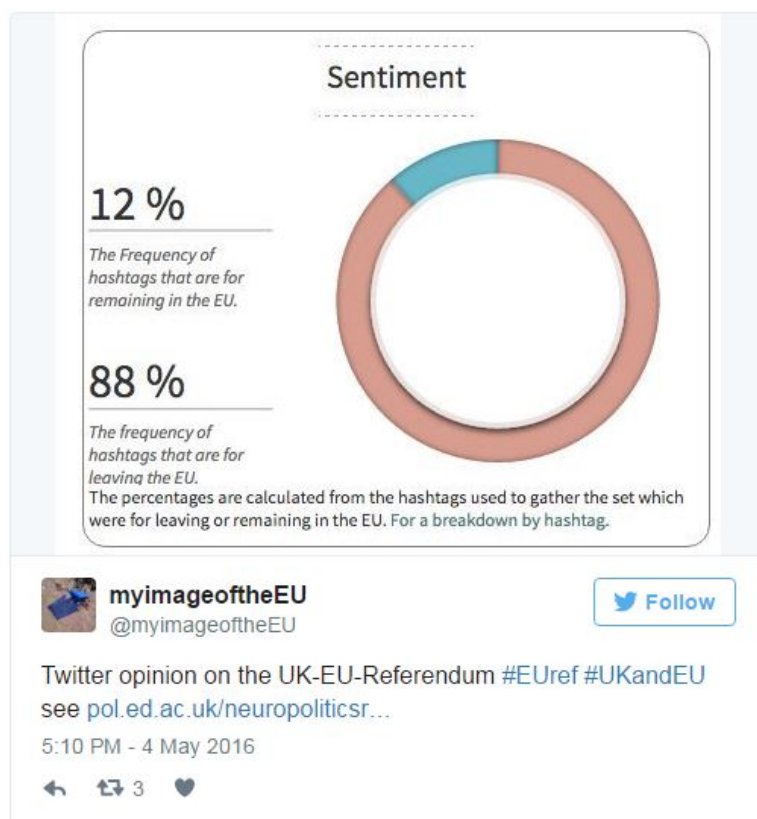 Sentiment
12 %
The Frequency of
hashtags that are for
remaining in the EU.
88 %
The frequency of
hashtags that are for
leaving the EU.
The percentages are calculated from the hashtags used to gather the set which
were for leaving or remaining in the EU. For a breakdown by hashtag.
myimageoftheEU
@myimageoftheEU
Follow
Twitter opinion on the UK-EU-Referendum #EUref #UKandEU
see pol.ed.ac.uk/neuropoliticsr…
5:10 PM - 4 May 2016
3